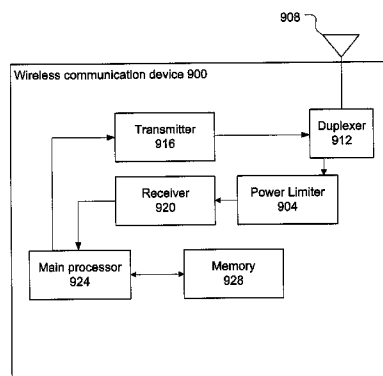 908
Wireless communication device 900
Transmitter
916
Duplexer
912
Receiver
920
Power Limiter
904
Main processor
924
Memory
928